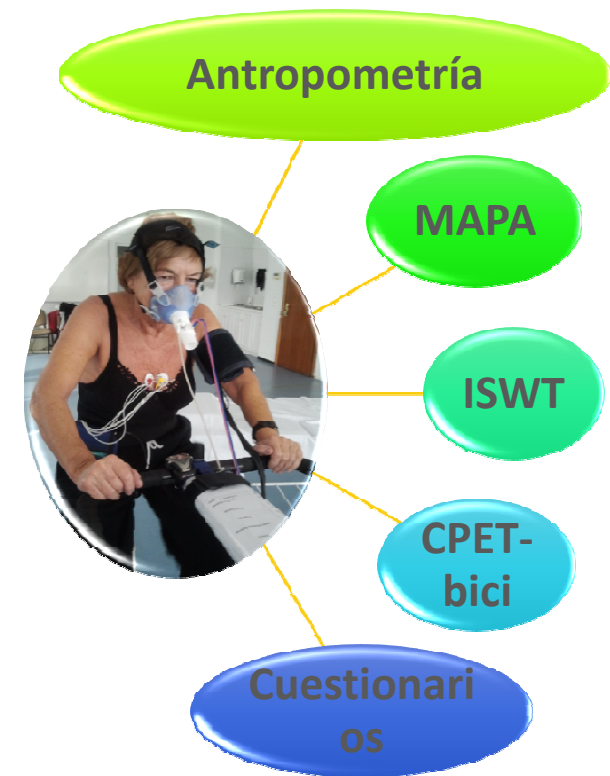 Antropometría
MAPA
ISWT
CPET-
bici
Cuestionari
os